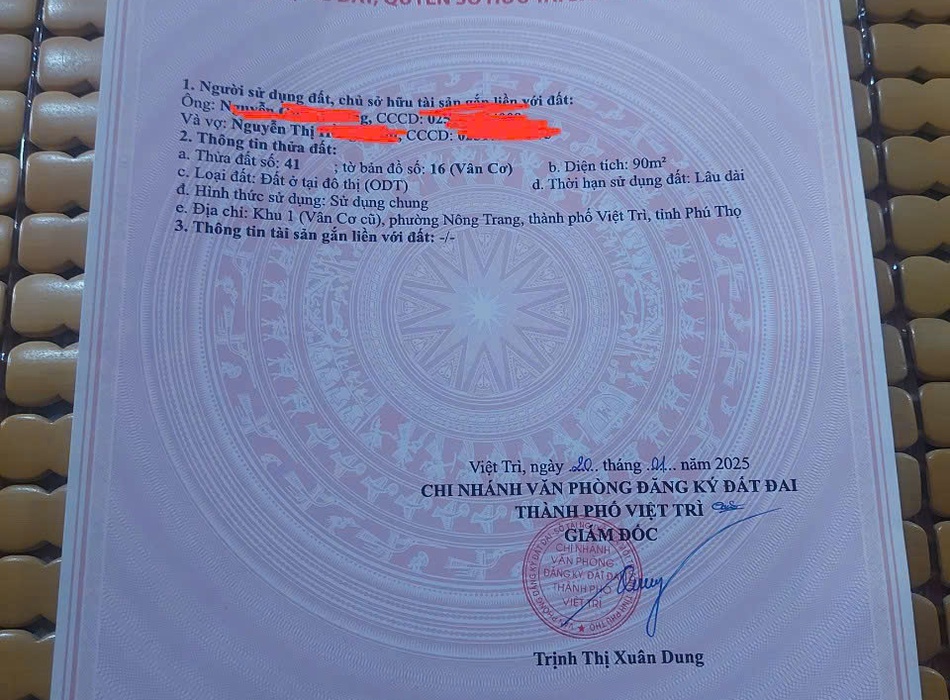 1. Người sử dụng đất, chủ sở hữu tài sản gắn liền với đất:
Ông: Nguyễn CCCD: 025
Và vợ: Nguyễn Thị CCCD:
2. Thông tin thửa đất:
a. Thửa đất số: 41 ; tờ bản đồ số: 16 (Vân Cơ) b. Diện tích: 90m²
c. Loại đất: Đất ở tại đô thị (ODT) d. Thời hạn sử dụng đất: Lâu dài
đ. Hình thức sử dụng: Sử dụng chung
e. Địa chỉ: Khu 1 (Vân Cơ cũ), phường Nông Trang, thành phố Việt Trì, tỉnh Phú Thọ
3. Thông tin tài sản gắn liền với đất: -/-
Việt Trì, ngày 20 tháng 01 năm 2025
CHI NHÁNH VĂN PHÒNG ĐĂNG KÝ ĐẤT ĐAI
THÀNH PHỐ VIỆT TRÌ
GIÁM ĐỐC
CHI NHÁNH
VĂN PHÒNG
ĐĂNG KÝ ĐẤT ĐAI
THÀNH PHỐ
VIỆT TRÌ
Trịnh Thị Xuân Dung